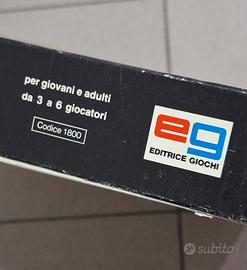 per giovani e adulti
da 3 a 6 giocatori
Codice 1800
eg
EDITRICE GIOCHI
subito